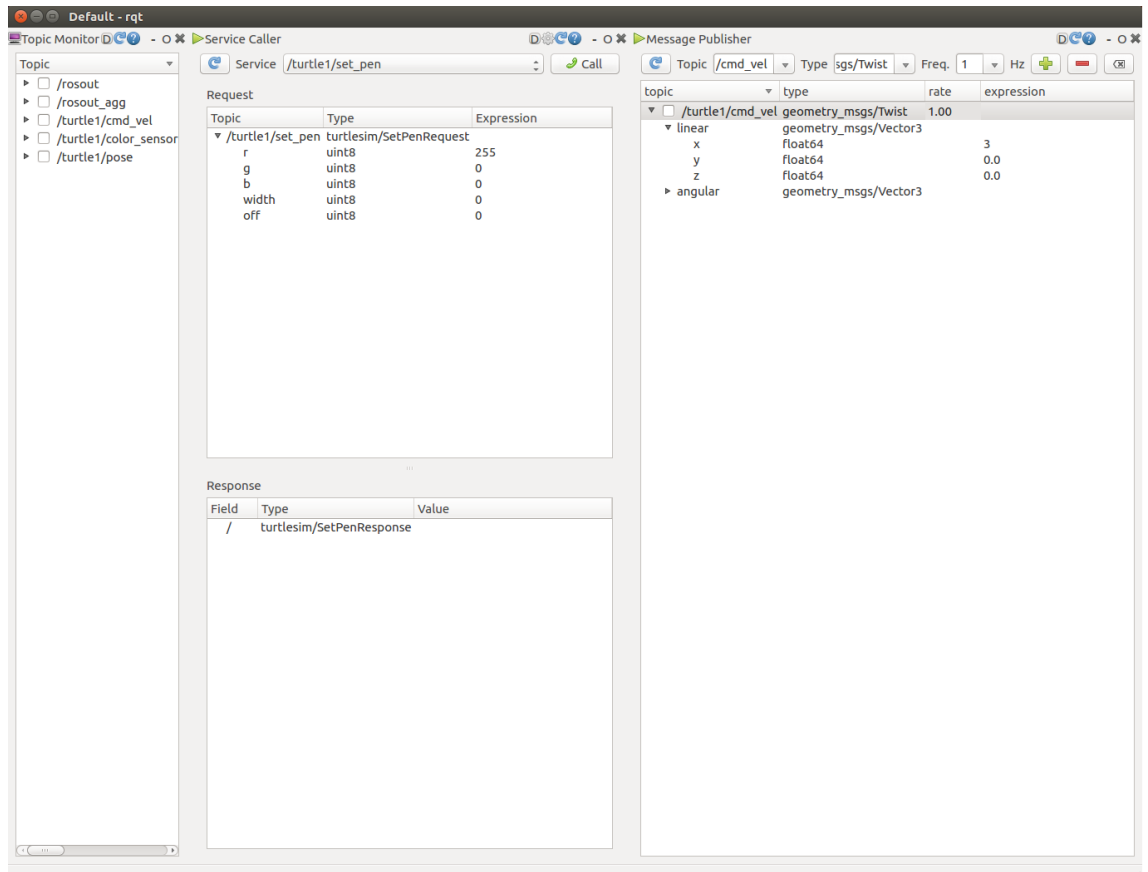 Default - rqt
Topic Monitor D - O
Topic
/rosout
/rosout_agg
/turtle1/cmd_vel
/turtle1/color_sensor
/turtle1/pose
Service Caller D - O
Service /turtle1/set_pen Call
Request
Topic Type Expression
/turtle1/set_pen turtlesim/SetPenRequest
r uint8 255
g uint8 0
b uint8 0
width uint8 0
off uint8 0
Response
Field Type Value
/ turtlesim/SetPenResponse
Message Publisher D - O
Topic /cmd_vel Type sgs/Twist Freq. 1 Hz
topic type rate expression
/turtle1/cmd_vel geometry_msgs/Twist 1.00
linear geometry_msgs/Vector3
x float64 3
y float64 0.0
z float64 0.0
angular geometry_msgs/Vector3